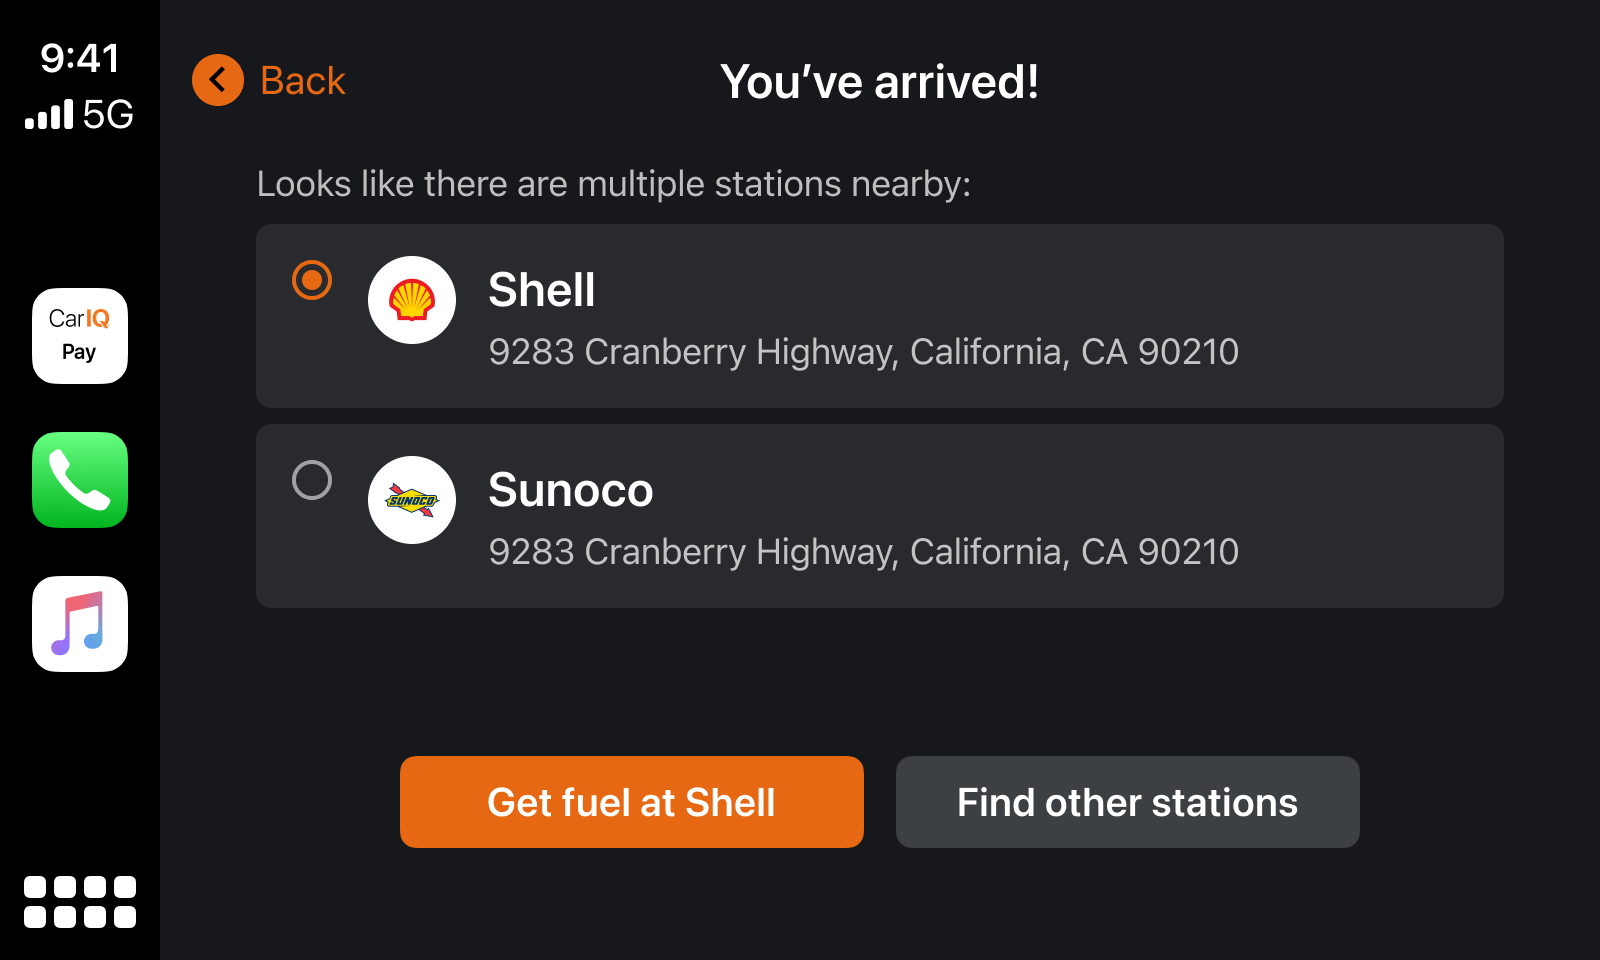 9:41
5G
CarIQ
Pay
Back
You’ve arrived!
Looks like there are multiple stations nearby:
Shell
9283 Cranberry Highway, California, CA 90210
SUNOCO
Sunoco
9283 Cranberry Highway, California, CA 90210
Get fuel at Shell
Find other stations